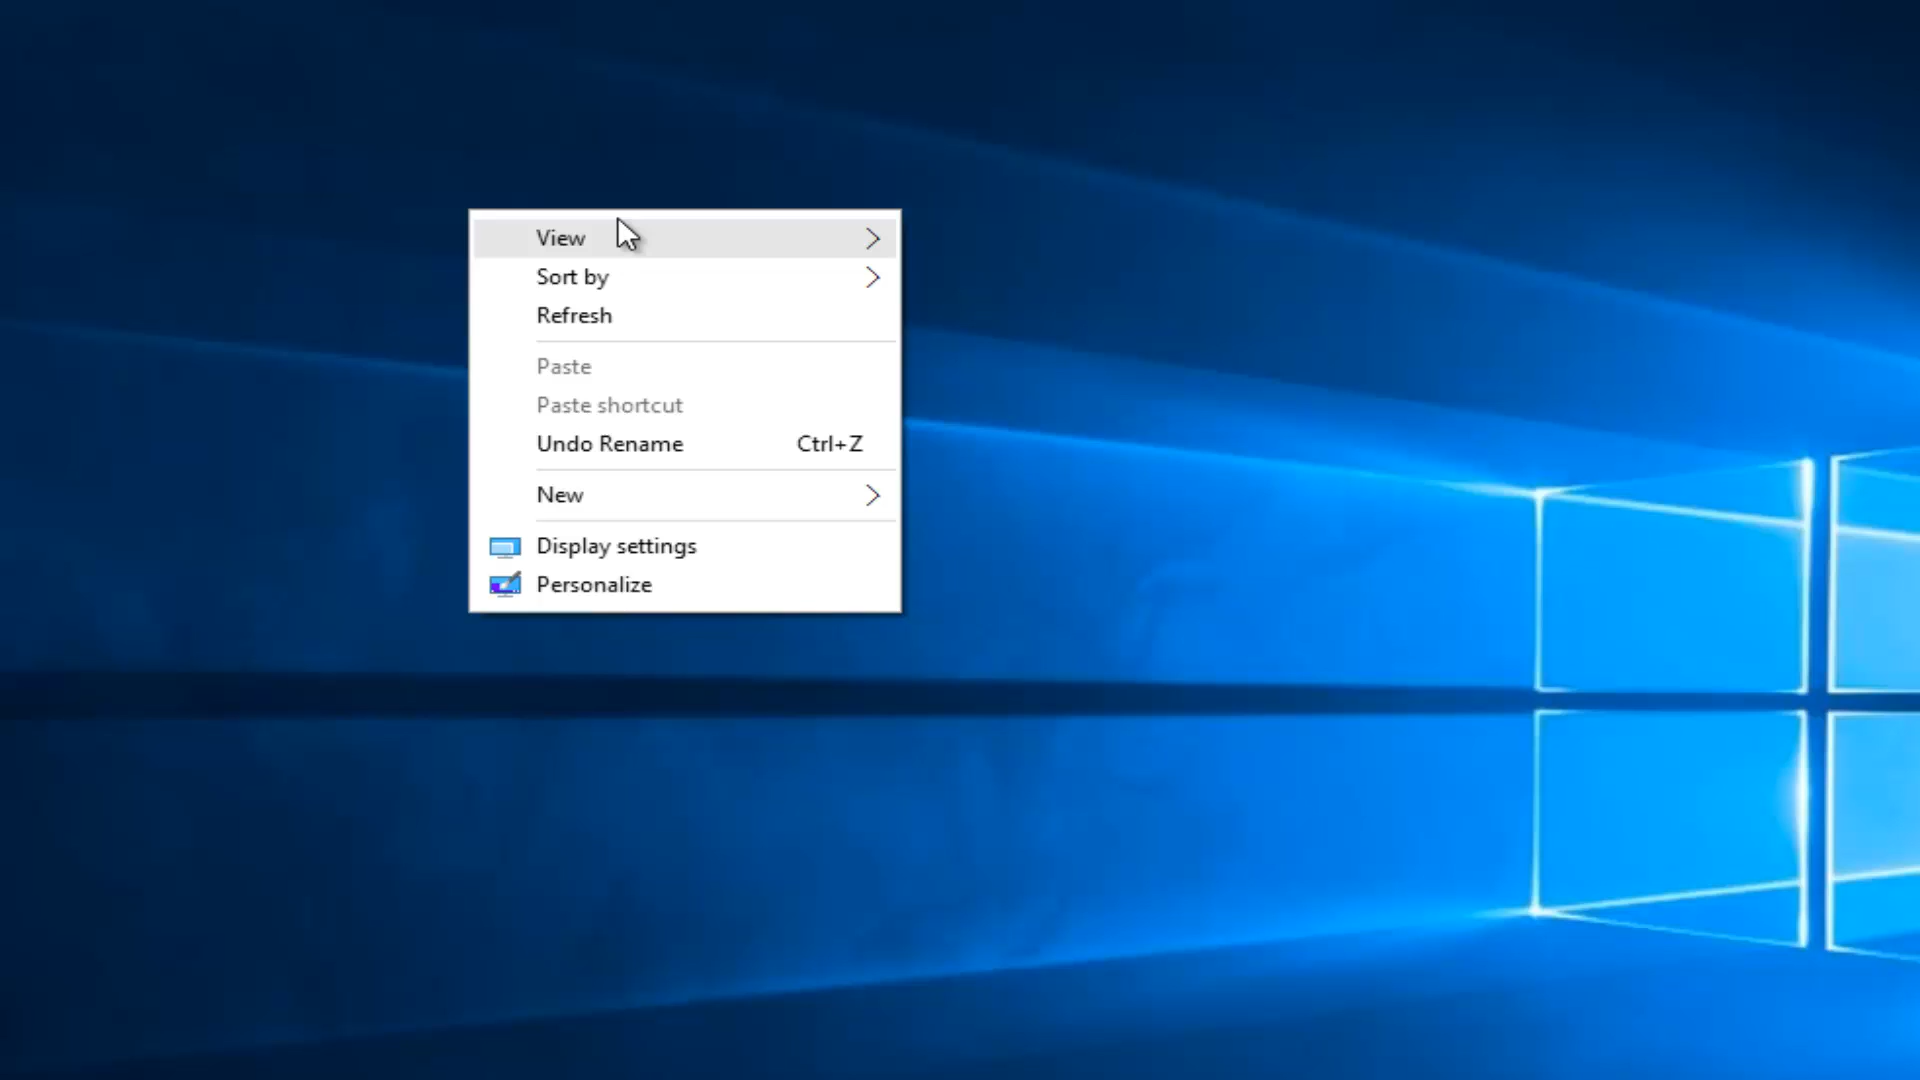 View
Sort by
Refresh
Paste
Paste shortcut
Undo Rename Ctrl+Z
New
Display settings
Personalize